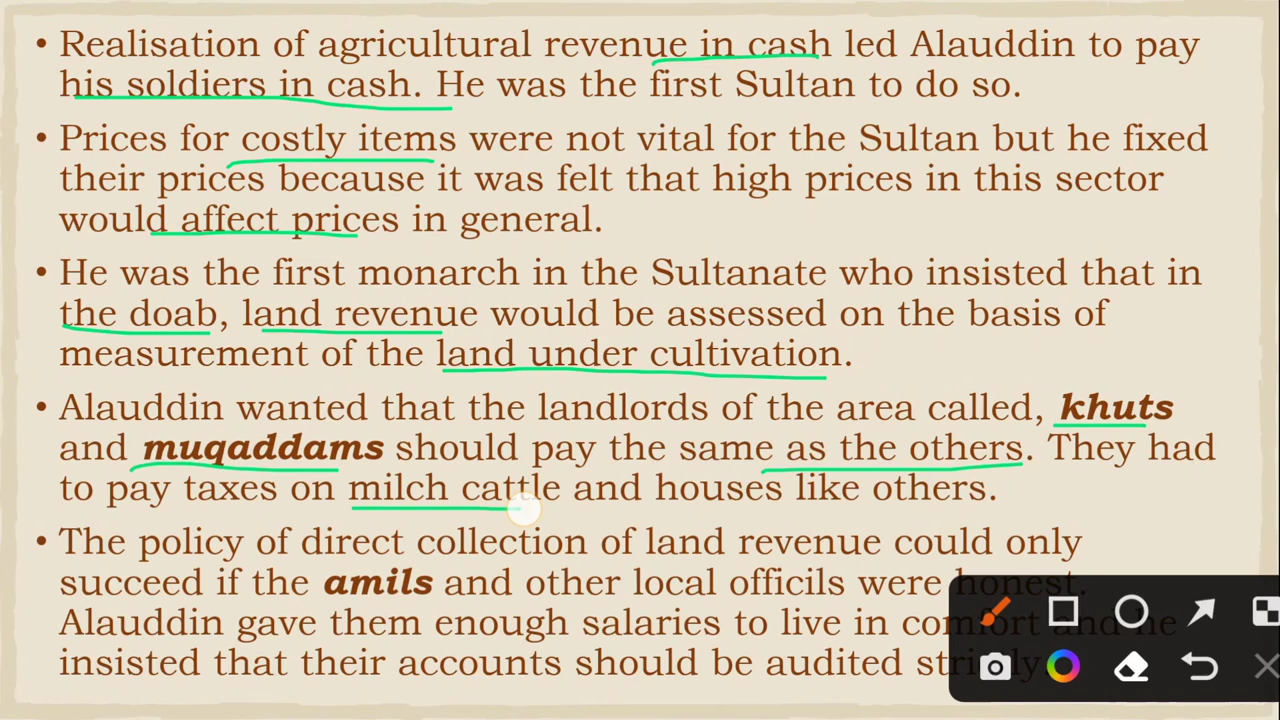 • Realisation of agricultural revenue in cash led Alauddin to pay
his soldiers in cash. He was the first Sultan to do so.
• Prices for costly items were not vital for the Sultan but he fixed
their prices because it was felt that high prices in this sector
would affect prices in general.
• He was the first monarch in the Sultanate who insisted that in
the doab, land revenue would be assessed on the basis of
measurement of the land under cultivation.
• Alauddin wanted that the landlords of the area called, khuts
and muqaddams should pay the same as the others. They had
to pay taxes on milch cattle and houses like others.
• The policy of direct collection of land revenue could only
succeed if the amils and other local officils were honest.
Alauddin gave them enough salaries to live in comfort and he
insisted that their accounts should be audited strictly.